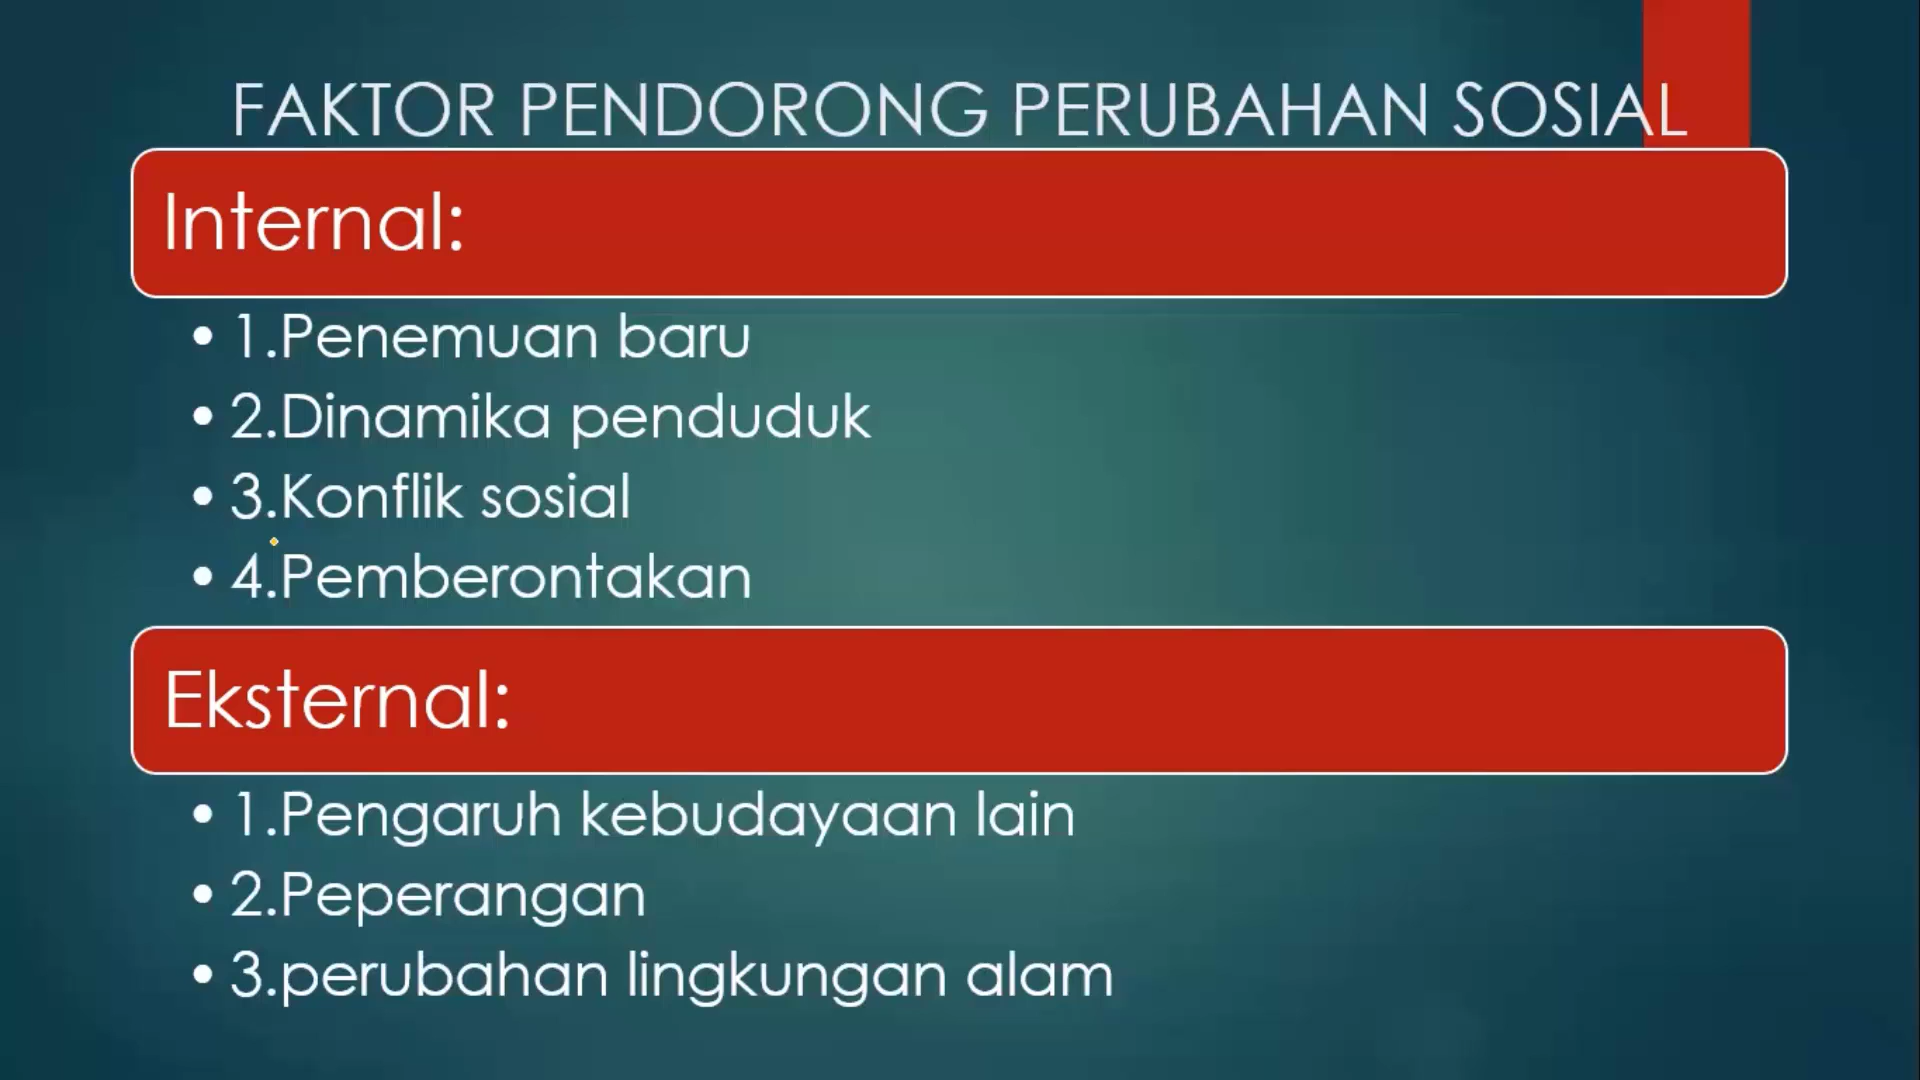 FAKTOR PENDORONG PERUBAHAN SOSIAL
Internal:
• 1.Penemuan baru
• 2.Dinamika penduduk
• 3.Konflik sosial
• 4.Pemberontakan
Eksternal:
• 1.Pengaruh kebudayaan lain
• 2.Peperangan
• 3.perubahan lingkungan alam